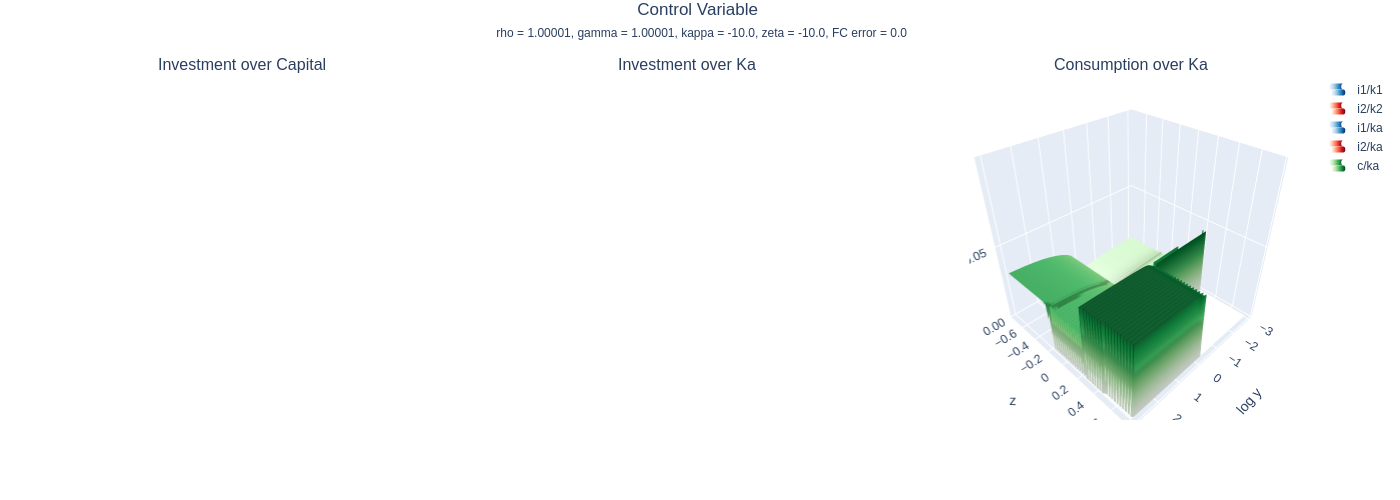 Control Variable
rho = 1.00001, gamma = 1.00001, kappa = -10.0, zeta = -10.0, FC error = 0.0
Investment over Capital
Investment over Ka
Consumption over Ka
i1/k1
i2/k2
i1/ka
i2/ka
c/ka
.05
0.00
−0.6
−0.4
−0.2
0
0.2
0.4
z
−3
−2
−1
0
1
2
log y